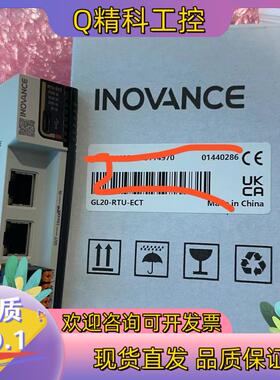 Q精科工控
INOVANCE
01440286
CE
UK
CA
GL20-RTU-ECT
Made in China
欢迎咨询可开发票
现货直发 品质保证